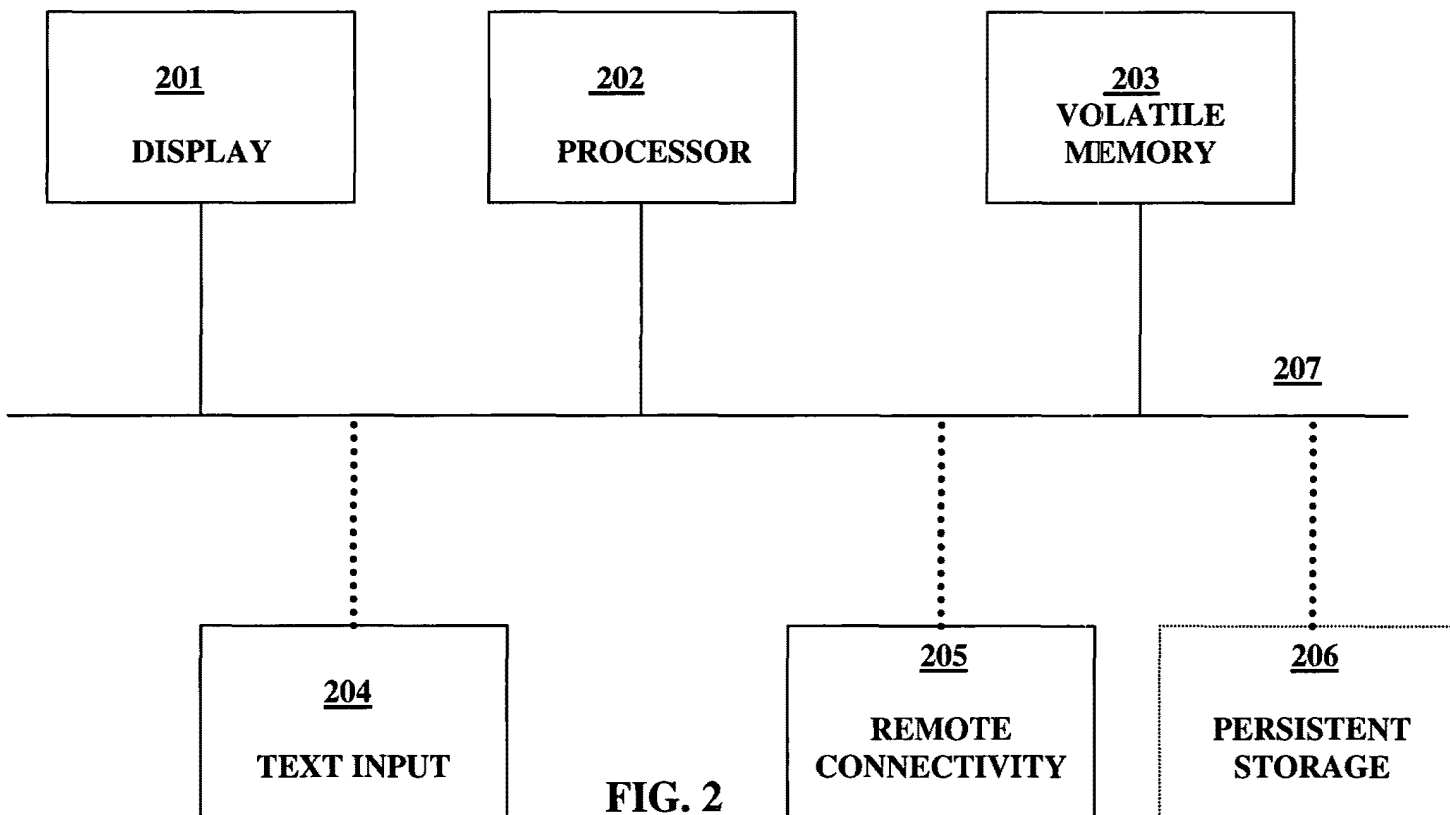 201
DISPLAY
202
PROCESSOR
203
VOLATILE
MEMORY
207
204
TEXT INPUT
205
REMOTE
CONNECTIVITY
206
PERSISTENT
STORAGE
FIG. 2